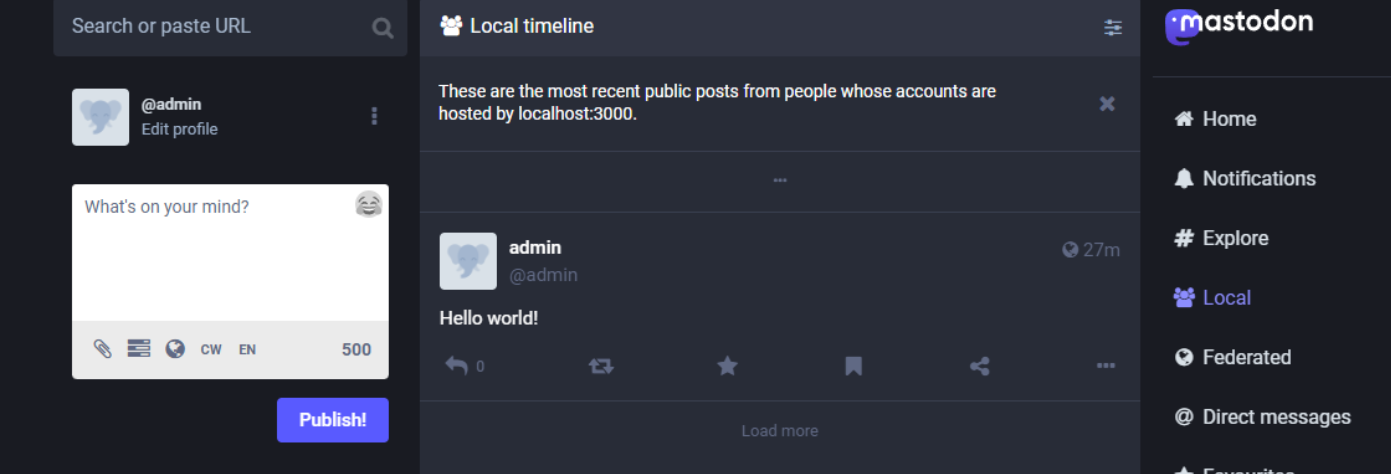 Search or paste URL
@admin
Edit profile
What's on your mind?
CW EN 500
Publish!
Local timeline
These are the most recent public posts from people whose accounts are
hosted by localhost:3000.
admin
27m
@admin
Hello world!
0
Load more
mastodon
Home
Notifications
# Explore
Local
Federated
@ Direct messages
Favourites